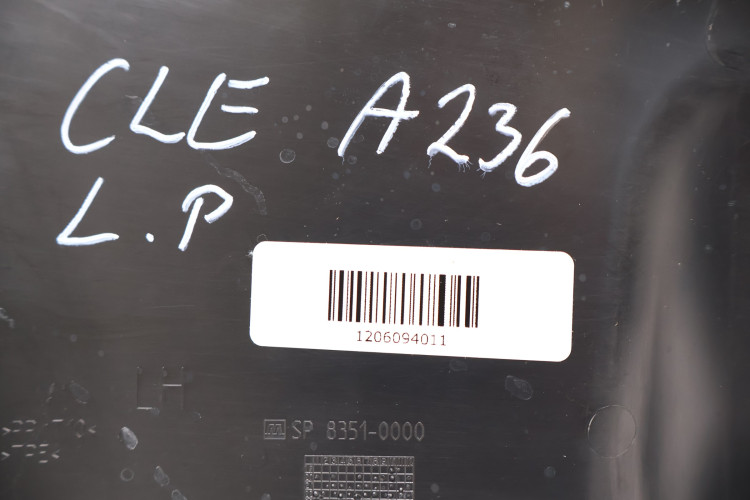 CLE A236
L.P
1206094011
LH
SP 8351-0000